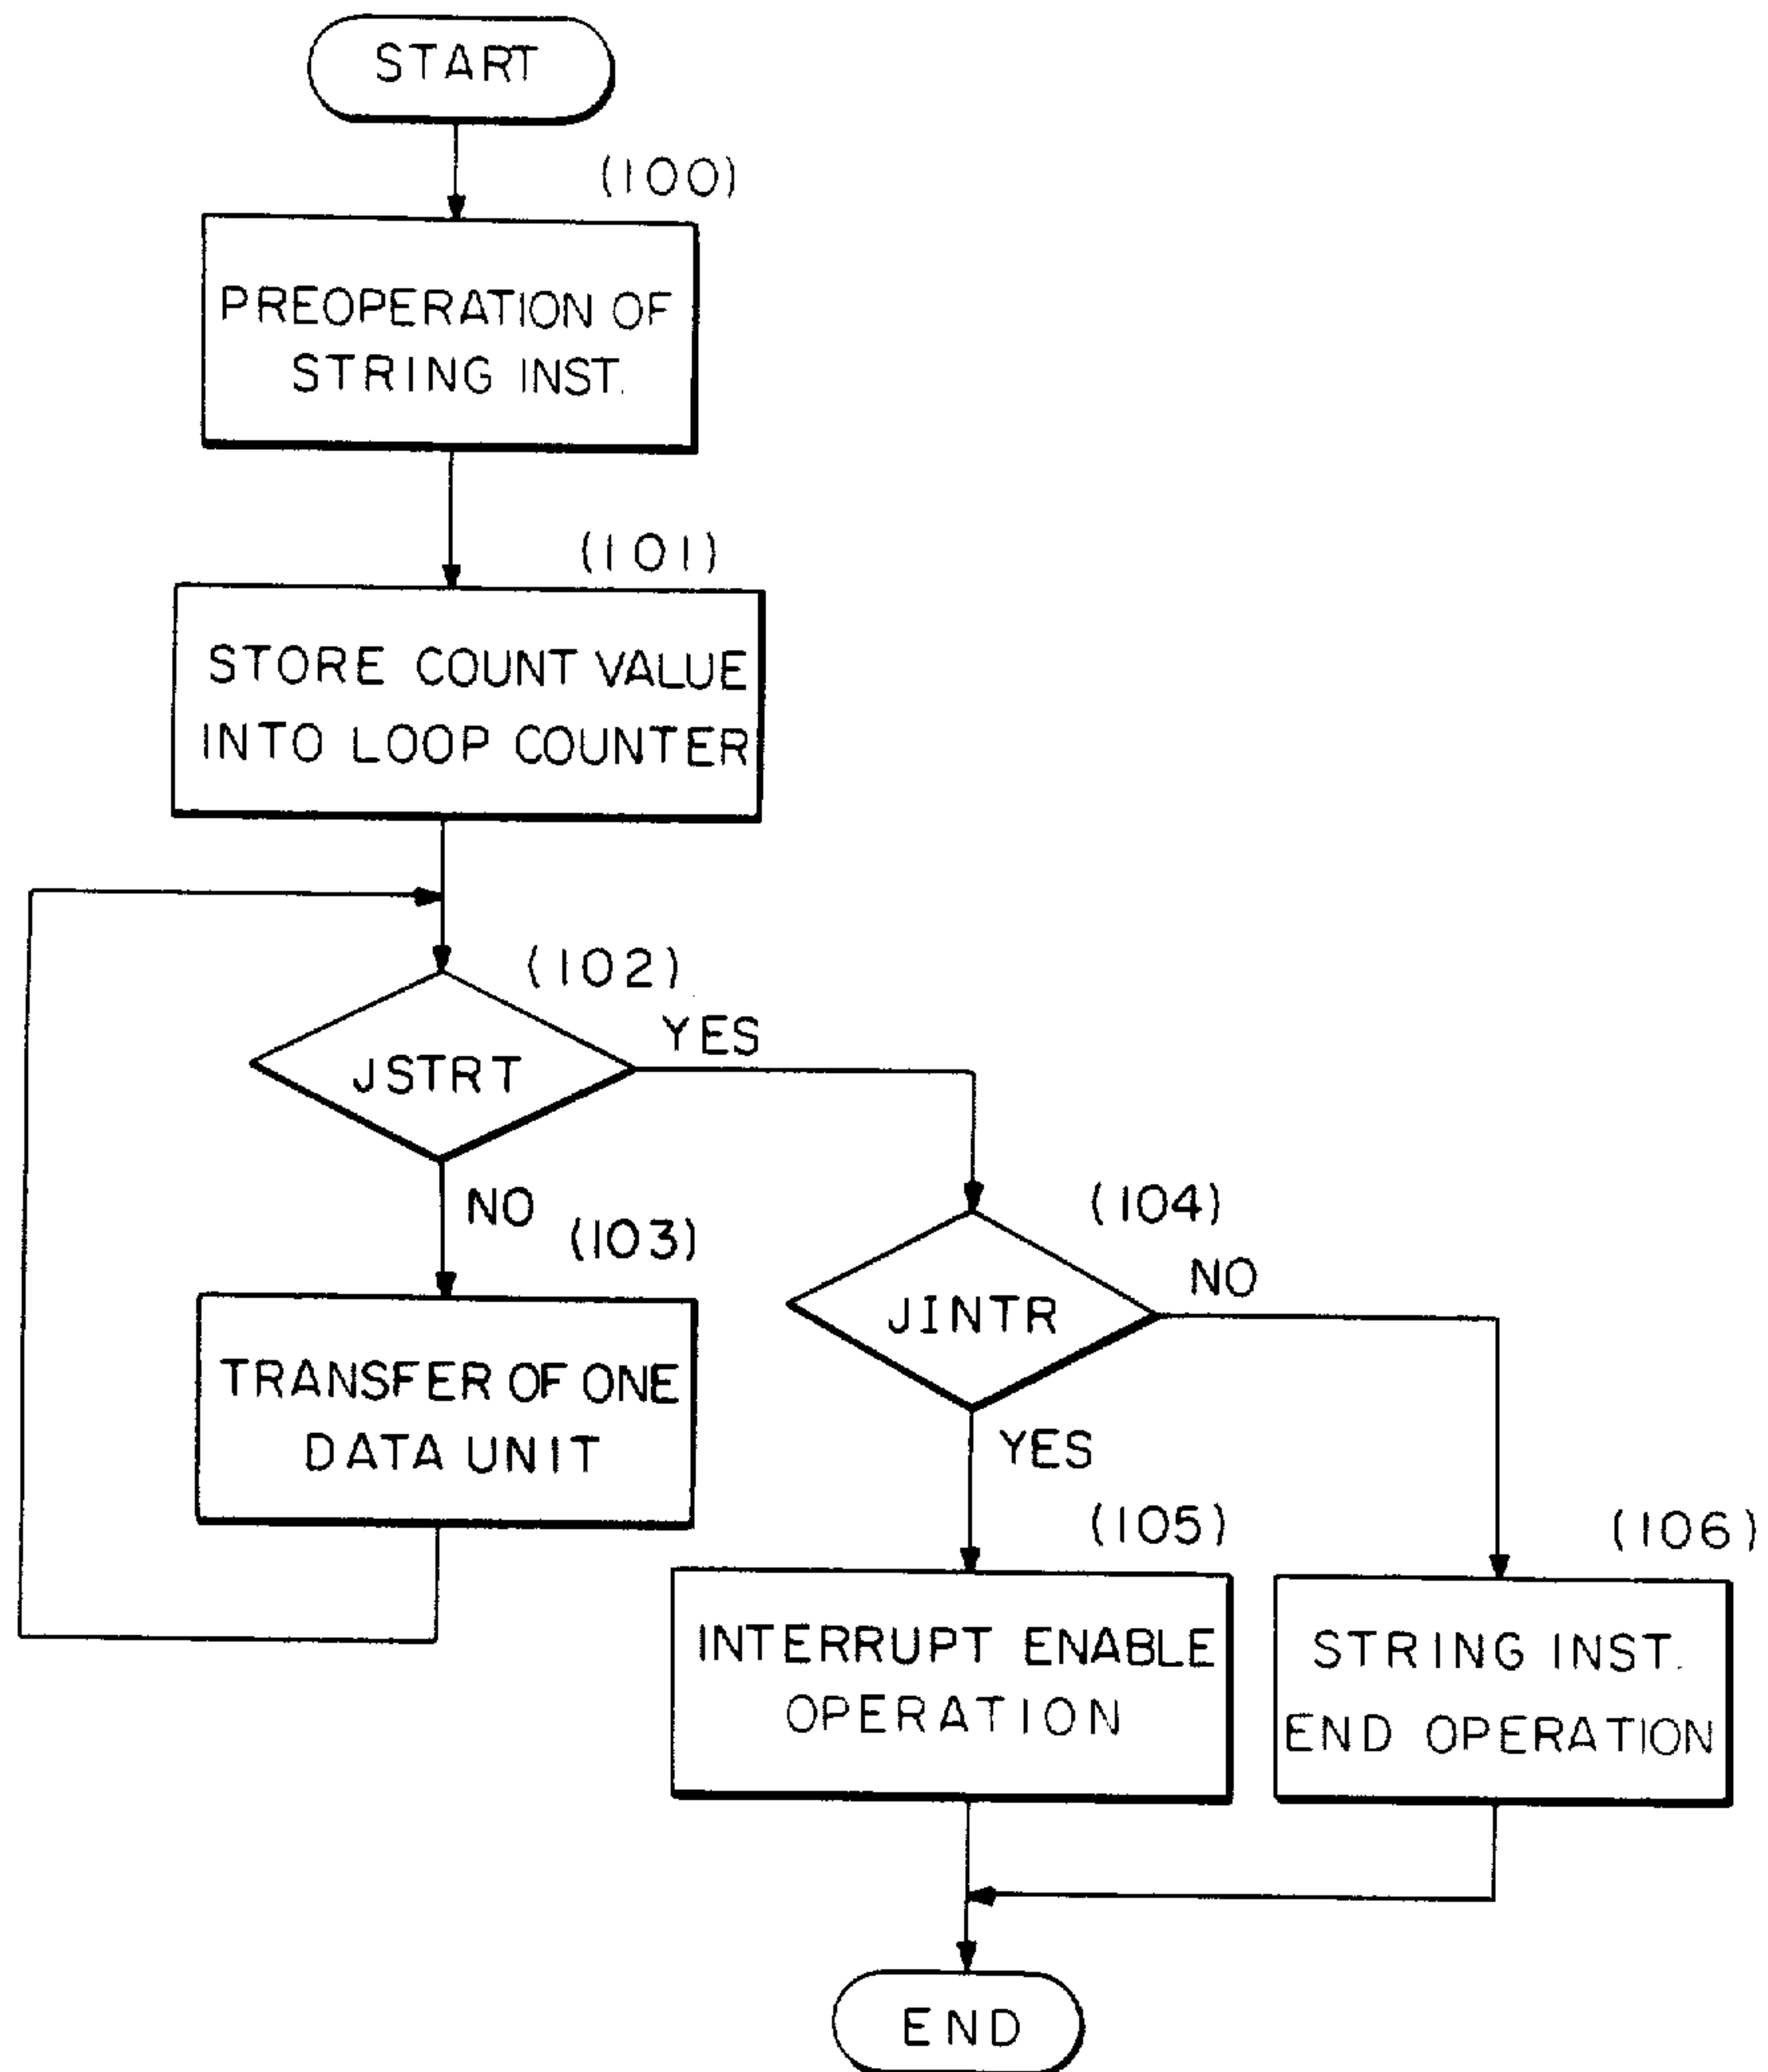 START
(100)
PREOPERATION OF
STRING INST.
(101)
STORE COUNT VALUE
INTO LOOP COUNTER
(102)
JSTRT
YES
NO
(103)
TRANSFER OF ONE
DATA UNIT
(104)
JINTR
NO
YES
(105)
INTERRUPT ENABLE
OPERATION
(106)
STRING INST.
END OPERATION
END